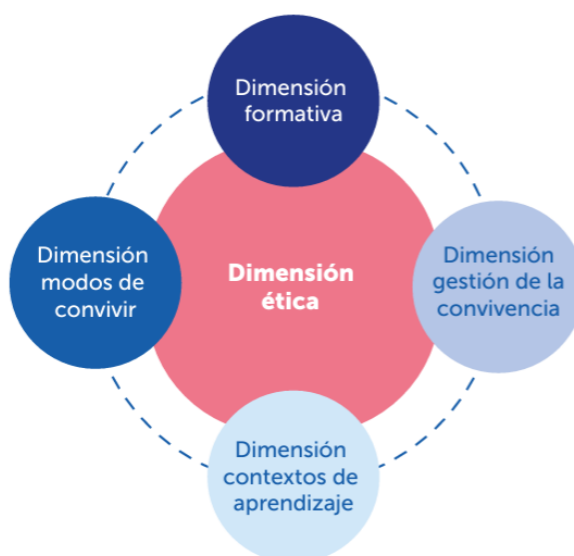 Dimensión
formativa
Dimensión
modos de
convivir
Dimensión
ética
Dimensión
gestión de la
convivencia
Dimensión
contextos de
aprendizaje